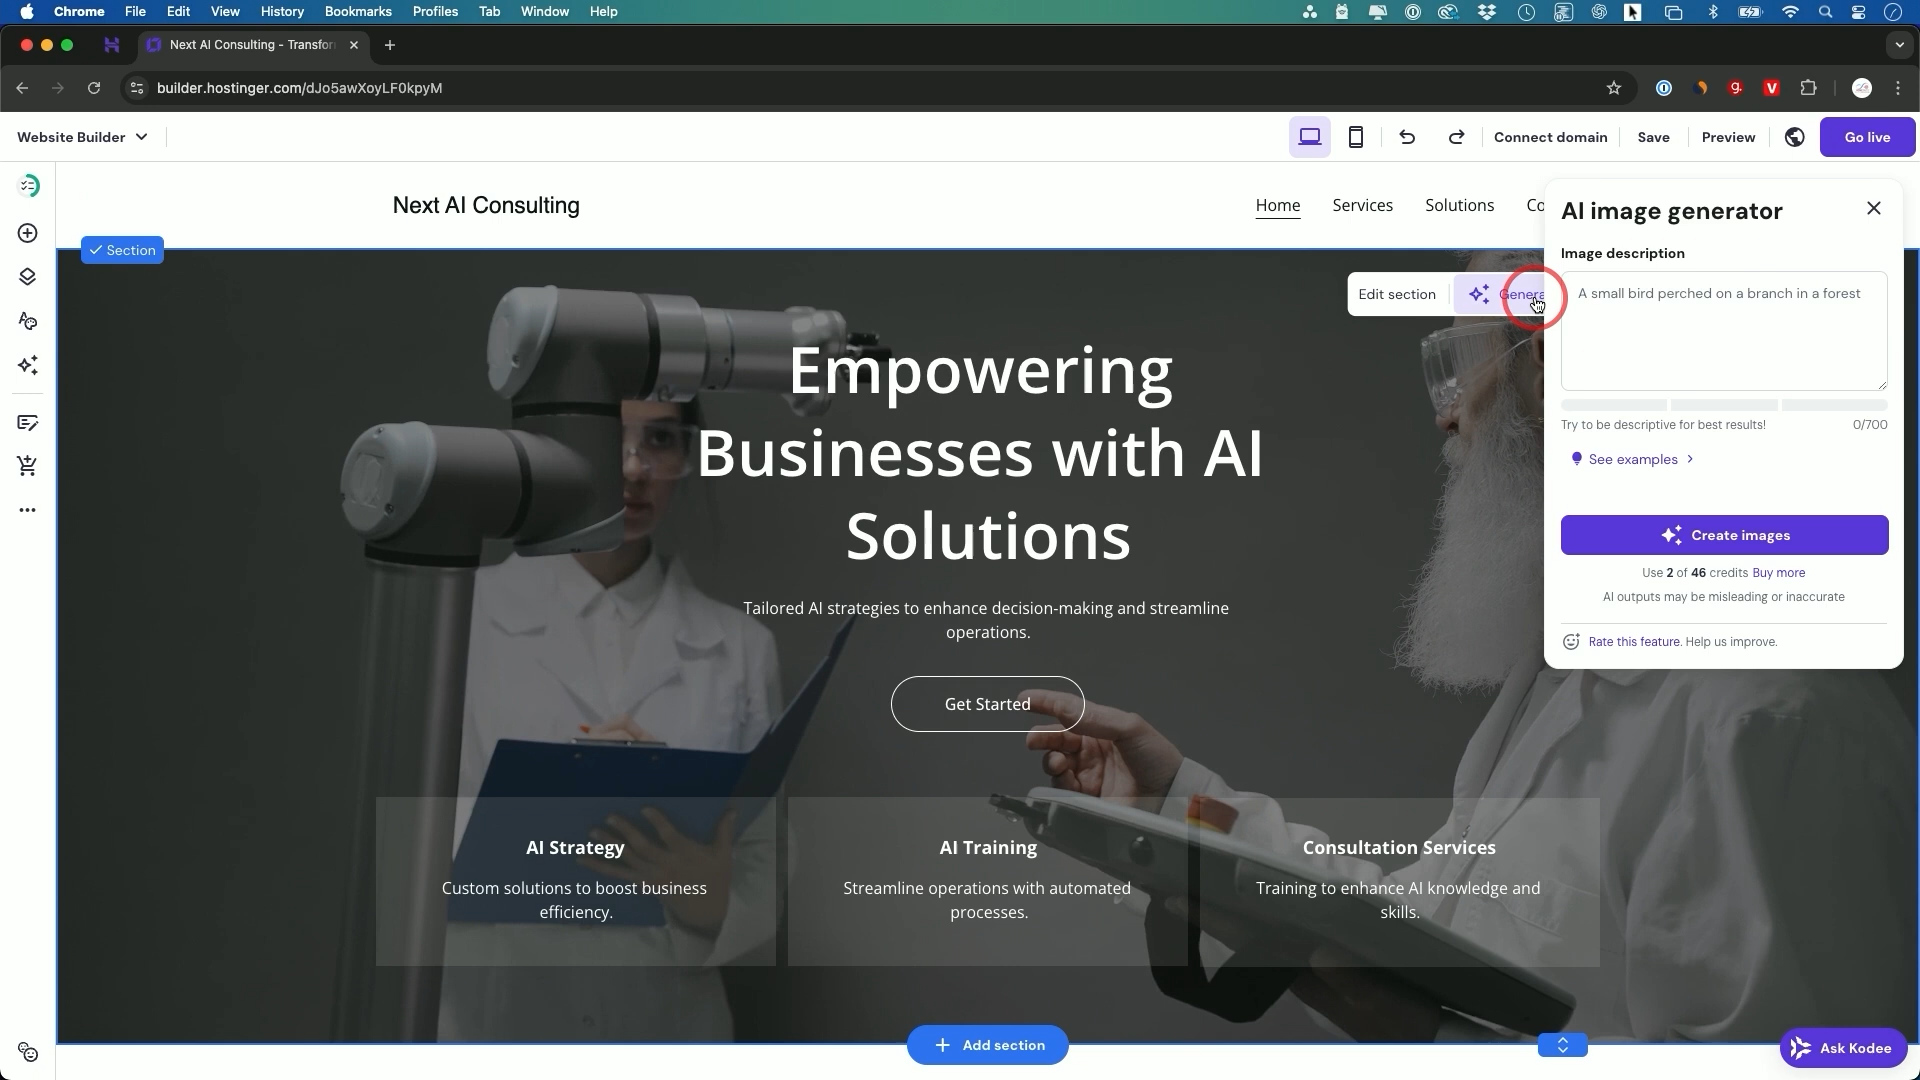 Chrome File Edit View History Bookmarks Profiles Tab Window Help
Next AI Consulting - Transfor
builder.hostinger.com/dJo5awXoyLF0kpyM
Website Builder
Connect domain Save Preview Go live
Next AI Consulting
Home Services Solutions Co
Section
Edit section Genera
Empowering
Businesses with AI
Solutions
Tailored AI strategies to enhance decision-making and streamline
operations.
Get Started
AI Strategy
Custom solutions to boost business
efficiency.
AI Training
Streamline operations with automated
processes.
Consultation Services
Training to enhance AI knowledge and
skills.
Add section
AI image generator
Image description
A small bird perched on a branch in a forest
Try to be descriptive for best results! 0/700
See examples
Create images
Use 2 of 46 credits Buy more
AI outputs may be misleading or inaccurate
Rate this feature. Help us improve.
Ask Kodee